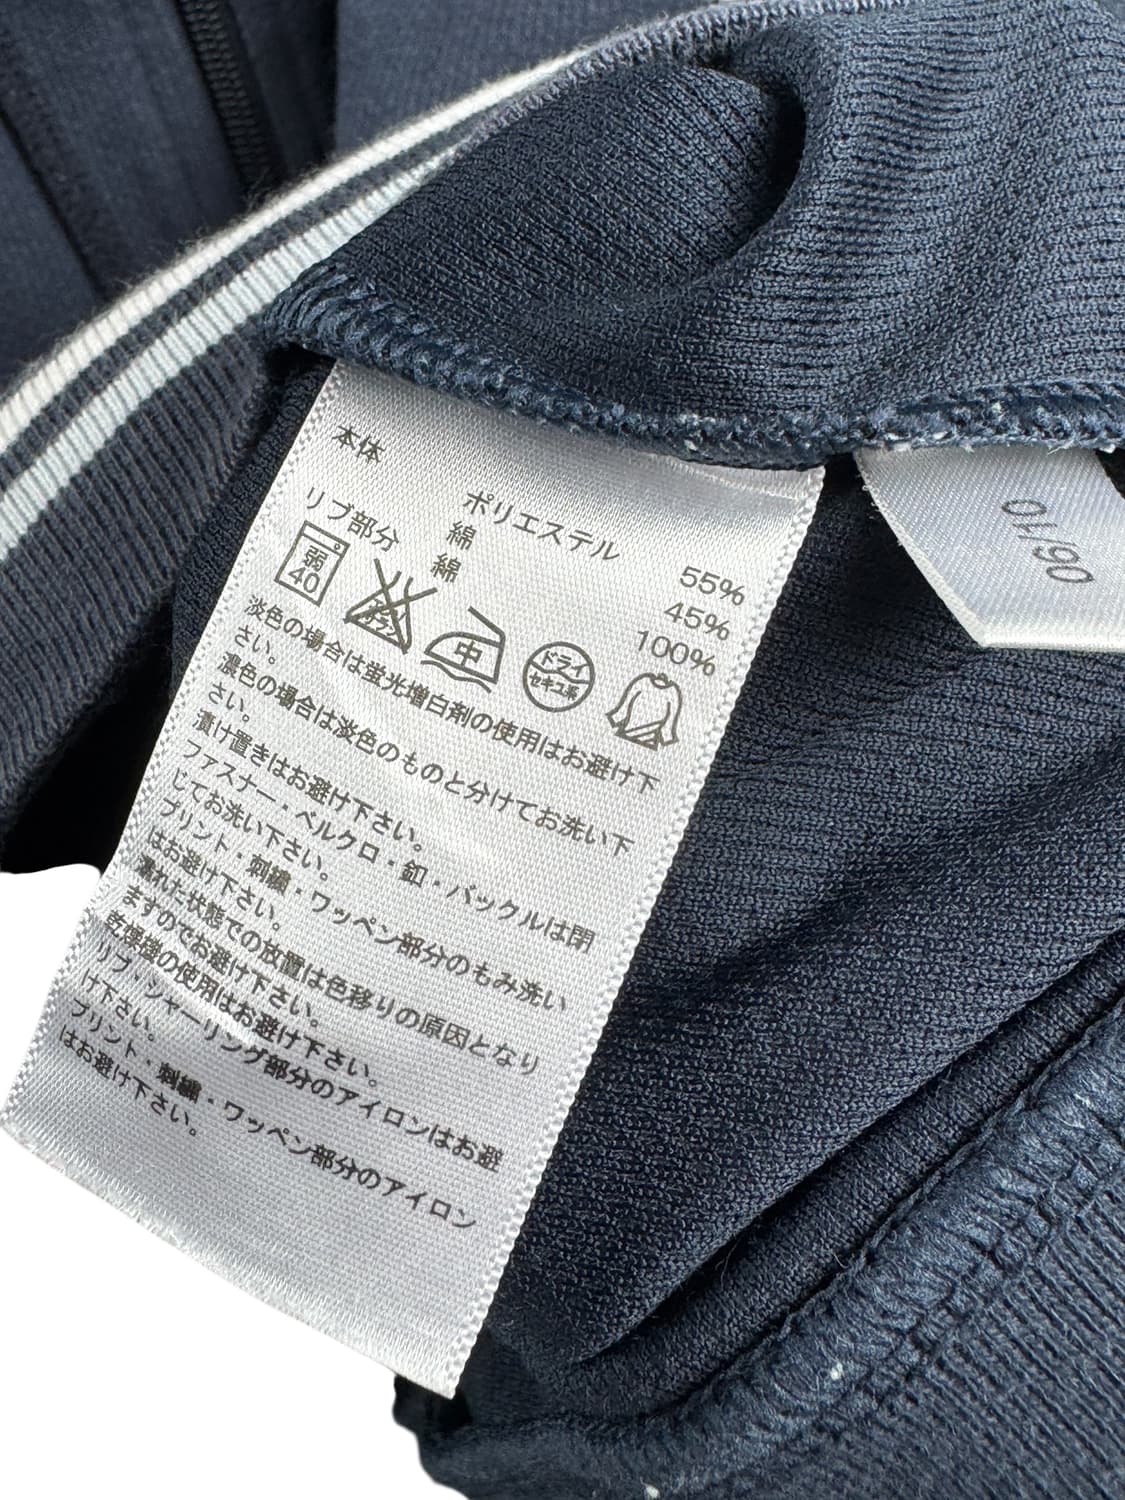 本体
ポリエステル 55%
綿 45%
リブ部分 綿 100%
弱
40
エンソ
サラシ
中
ドライ
セキユ系
淡色の場合は蛍光増白剤の使用はお避け下
さい。
濃色の場合は淡色のものと分けてお洗い下
さい。
漬け置きはお避け下さい。
ファスナー・ベルクロ・釦・バックルは閉
じてお洗い下さい。
プリント・刺繍・ワッペン部分のもみ洗い
はお避け下さい。
濡れた状態での放置は色移りの原因となり
ますのでお避け下さい。
乾燥機の使用はお避け下さい。
リブ・シャーリング部分のアイロンはお避
け下さい。
プリント・刺繍・ワッペン部分のアイロン
はお避け下さい。
06/10